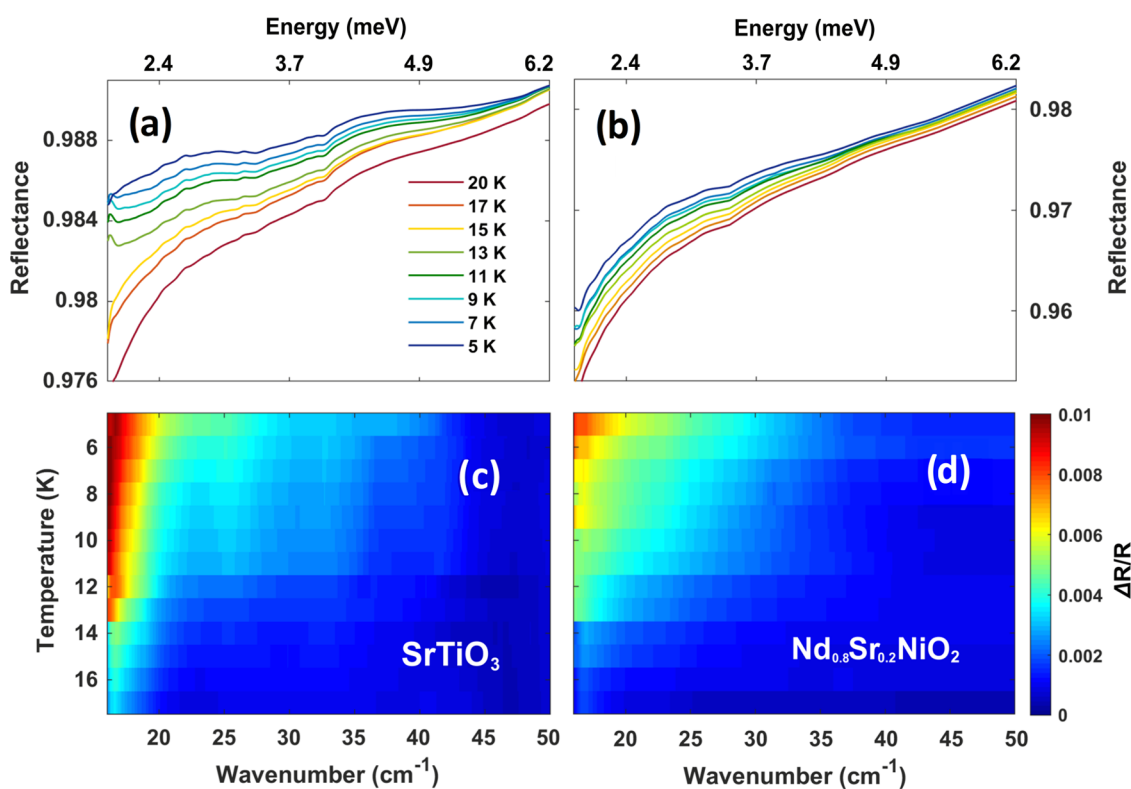 Energy (meV)
2.4 3.7 4.9 6.2
(a)
Reflectance
0.988
0.984
0.98
0.976
20 K
17 K
15 K
13 K
11 K
9 K
7 K
5 K
Energy (meV)
2.4 3.7 4.9 6.2
(b)
0.98
0.97
0.96
Reflectance
Temperature (K)
6
8
10
12
14
16
(c)
SrTiO₃
20 25 30 35 40 45 50
Wavenumber (cm⁻¹)
(d)
Nd₀.₈Sr₀.₂NiO₂
20 25 30 35 40 45 50
Wavenumber (cm⁻¹)
0.01
0.008
0.006
0.004
0.002
0
ΔR/R